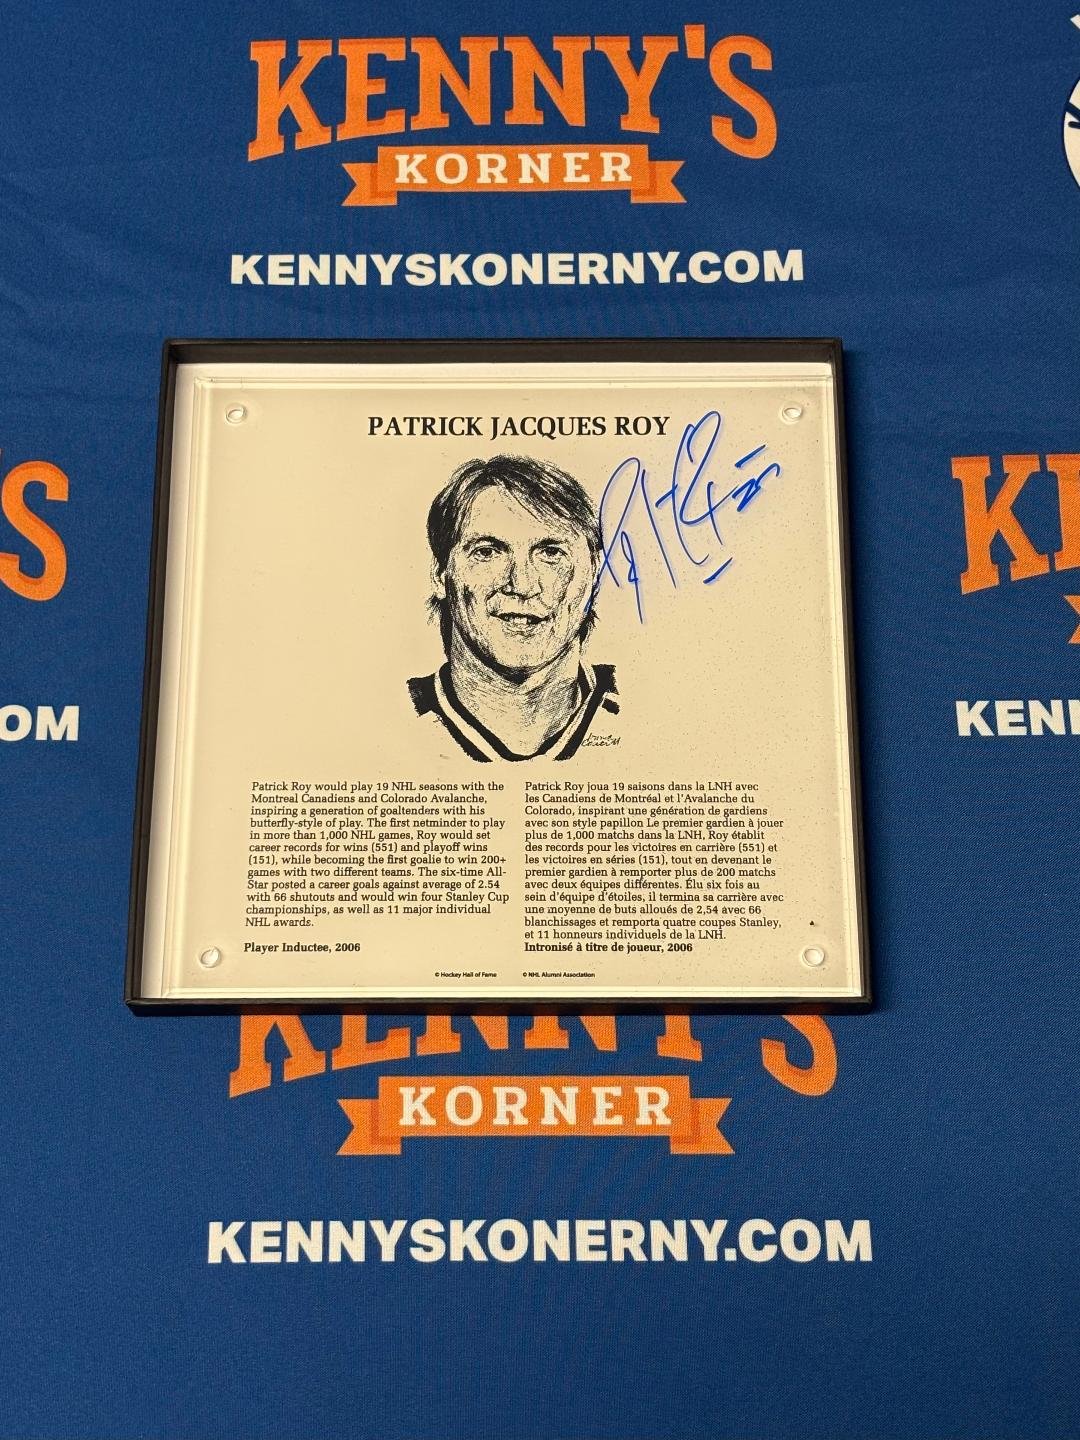 KENNY'S
KORNER
KENNYSKONERNY.COM
PATRICK JACQUES ROY
Patrick Roy would play 19 NHL seasons with the
Montreal Canadiens and Colorado Avalanche,
inspiring a generation of goaltenders with his
butterfly-style of play. The first netminder to play
in more than 1,000 NHL games, Roy would set
career records for wins (551) and playoff wins
(151), while becoming the first goalie to win 200+
games with two different teams. The six-time All-
Star posted a career goals against average of 2.54
with 66 shutouts and would win four Stanley Cup
championships, as well as 11 major individual
NHL awards.
Player Inductee, 2006
Patrick Roy joua 19 saisons dans la LNH avec
les Canadiens de Montréal et l'Avalanche du
Colorado, inspirant une génération de gardiens
avec son style papillon Le premier gardien à jouer
plus de 1,000 matchs dans la LNH, Roy établit
des records pour les victoires en carrière (551) et
les victoires en séries (151), tout en devenant le
premier gardien à remporter plus de 200 matchs
avec deux équipes différentes. Élu six fois au
sein d'équipe d'étoiles, il termina sa carrière avec
une moyenne de buts alloués de 2,54 avec 66
blanchissages et remporta quatre coupes Stanley,
et 11 honneurs individuels de la LNH.
Intronisé à titre de joueur, 2006
© Hockey Hall of Fame
© NHL Alumni Association
'S
OM
KE
KENN
KENNY'S
KORNER
KENNYSKONERNY.COM